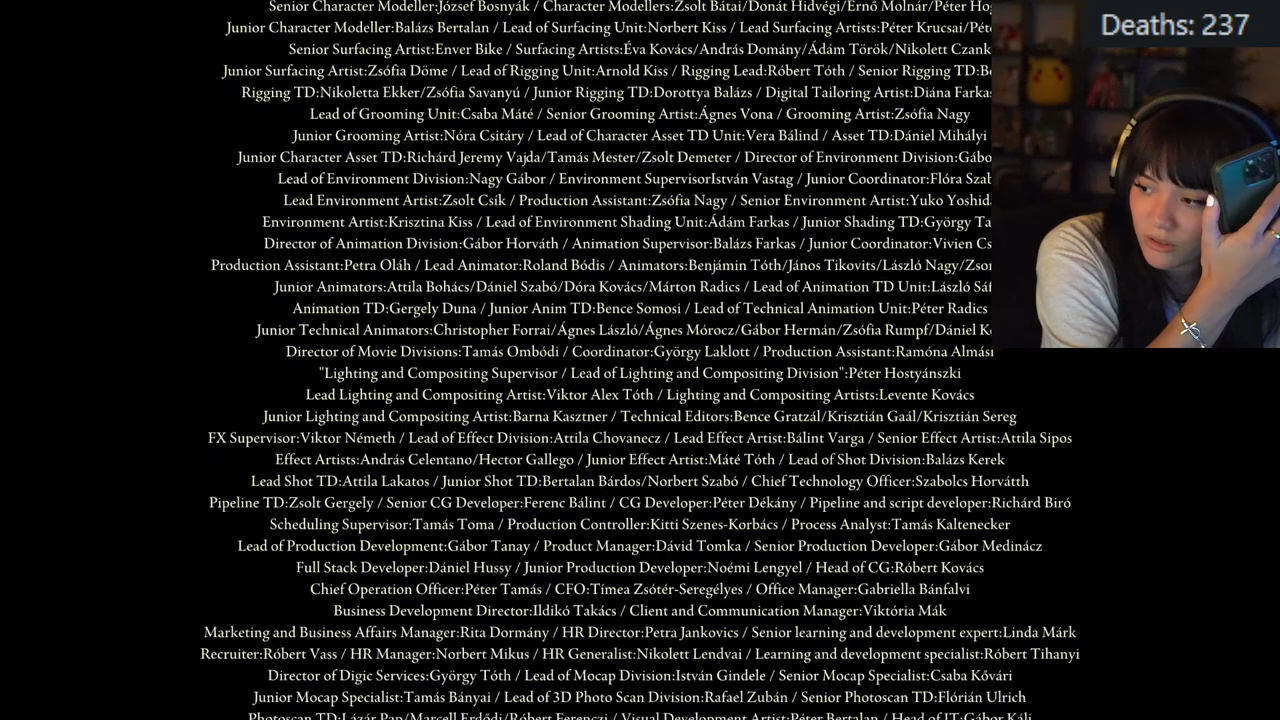 Senior Character Modeller:József Bosnyák / Character Modellers:Zsolt Bátai/Donát Hidvégi/Ernő Molnár/Péter
Deaths: 237
Junior Character Modeller:Balázs Bertalan / Lead of Surfacing Unit:Norbert Kiss / Lead Surfacing Artists:Péter Krucsai/
Senior Surfacing Artist:Enver Bike / Surfacing Artists:Éva Kovács/András Domány/Ádám Török/Nikolett
Junior Surfacing Artist:Zsófia Döme / Lead of Rigging Unit:Arnold Kiss / Rigging Lead:Róbert Tóth / Senior Rigging TD:
Rigging TD:Nikoletta Ekker/Zsófia Savanyú / Junior Rigging TD:Dorottya Balázs / Digital Tailoring Artist:Diána Farkas
Lead of Grooming Unit:Csaba Máté / Senior Grooming Artist:Ágnes Vona / Grooming Artist:Zsófia Nagy
Junior Grooming Artist:Nóra Csitáry / Lead of Character Asset TD Unit:Vera Bálind / Asset TD:Dániel Mihályi
Junior Character Asset TD:Richárd Jeremy Vajda/Tamás Mester/Zsolt Demeter / Director of Environment Division:
Lead of Environment Division:Nagy Gábor / Environment SupervisorIstván Vastag / Junior Coordinator:Flóra
Lead Environment Artist:Zsolt Csík / Production Assistant:Zsófia Nagy / Senior Environment Artist:Yuko Yoshida
Environment Artist:Krisztina Kiss / Lead of Environment Shading Unit:Ádám Farkas / Junior Shading TD:György
Director of Animation Division:Gábor Horváth / Animation Supervisor:Balázs Farkas / Junior Coordinator:Vivien
Production Assistant:Petra Oláh / Lead Animator:Roland Bódis / Animators:Benjámin Tóth/János Tikovits/László Nagy/
Junior Animators:Attila Bohács/Dániel Szabó/Dóra Kovács/Márton Radics / Lead of Animation TD Unit:László
Animation TD:Gergely Duna / Junior Anim TD:Bence Somosi / Lead of Technical Animation Unit:Péter Radics
Junior Technical Animators:Christopher Forrai/Ágnes László/Ágnes Mórocz/Gábor Hermán/Zsófia Rumpf/Dániel
Director of Movie Divisions:Tamás Ombódi / Coordinator:György Laklott / Production Assistant:Ramóna Almási
"Lighting and Compositing Supervisor / Lead of Lighting and Compositing Division":Péter Hostyánszki
Lead Lighting and Compositing Artist:Viktor Alex Tóth / Lighting and Compositing Artists:Levente Kovács
Junior Lighting and Compositing Artist:Barna Kasztner / Technical Editors:Bence Gratzál/Krisztián Gaál/Krisztián Sereg
FX Supervisor:Viktor Németh / Lead of Effect Division:Attila Chovanecz / Lead Effect Artist:Bálint Varga / Senior Effect Artist:Attila Sipos
Effect Artists:András Celentano/Hector Gallego / Junior Effect Artist:Máté Tóth / Lead of Shot Division:Balázs Kerek
Lead Shot TD:Attila Lakatos / Junior Shot TD:Bertalan Bárdos/Norbert Szabó / Chief Technology Officer:Szabolcs Horvátth
Pipeline TD:Zsolt Gergely / Senior CG Developer:Ferenc Bálint / CG Developer:Péter Dékány / Pipeline and script developer:Richárd Biró
Scheduling Supervisor:Tamás Toma / Production Controller:Kitti Szenes-Korbács / Process Analyst:Tamás Kaltenecker
Lead of Production Development:Gábor Tanay / Product Manager:Dávid Tomka / Senior Production Developer:Gábor Medinácz
Full Stack Developer:Dániel Hussy / Junior Production Developer:Noémi Lengyel / Head of CG:Róbert Kovács
Chief Operation Officer:Péter Tamás / CFO:Tímea Zsótér-Seregélyes / Office Manager:Gabriella Bánfalvi
Business Development Director:Ildikó Takács / Client and Communication Manager:Viktória Mák
Marketing and Business Affairs Manager:Rita Dormány / HR Director:Petra Jankovics / Senior learning and development expert:Linda Márk
Recruiter:Róbert Vass / HR Manager:Norbert Mikus / HR Generalist:Nikolett Lendvai / Learning and development specialist:Róbert Tihanyi
Director of Digic Services:György Tóth / Lead of Mocap Division:István Gindele / Senior Mocap Specialist:Csaba Kővári
Junior Mocap Specialist:Tamás Bányai / Lead of 3D Photo Scan Division:Rafael Zubán / Senior Photoscan TD:Flórián Ulrich
Photoscan TD:Lázár Pap/Marcell Erdődi/Róbert Ferenczi / Visual Development Artist:Péter Bertalan / Head of IT:Gábor Káli